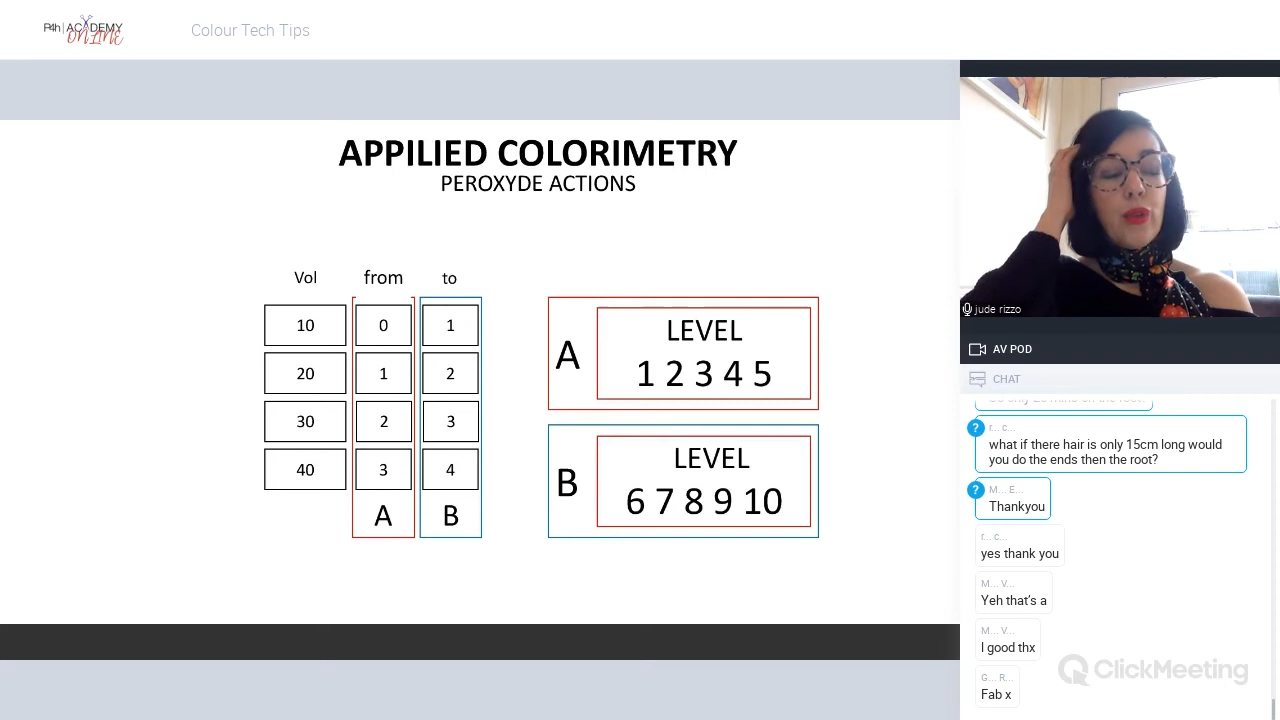 P4h | ACADEMY
ONLINE
Colour Tech Tips
APPILIED COLORIMETRY
PEROXYDE ACTIONS
Vol from to
10 0 1
20 1 2
30 2 3
40 3 4
A B
A
LEVEL
1 2 3 4 5
B
LEVEL
6 7 8 9 10
jude rizzo
AV POD
CHAT
r... c...
what if there hair is only 15cm long would
you do the ends then the root?
M... E...
Thankyou
r... c...
yes thank you
M... V...
Yeh that's a
M... V...
I good thx
G... R...
Fab x
ClickMeeting